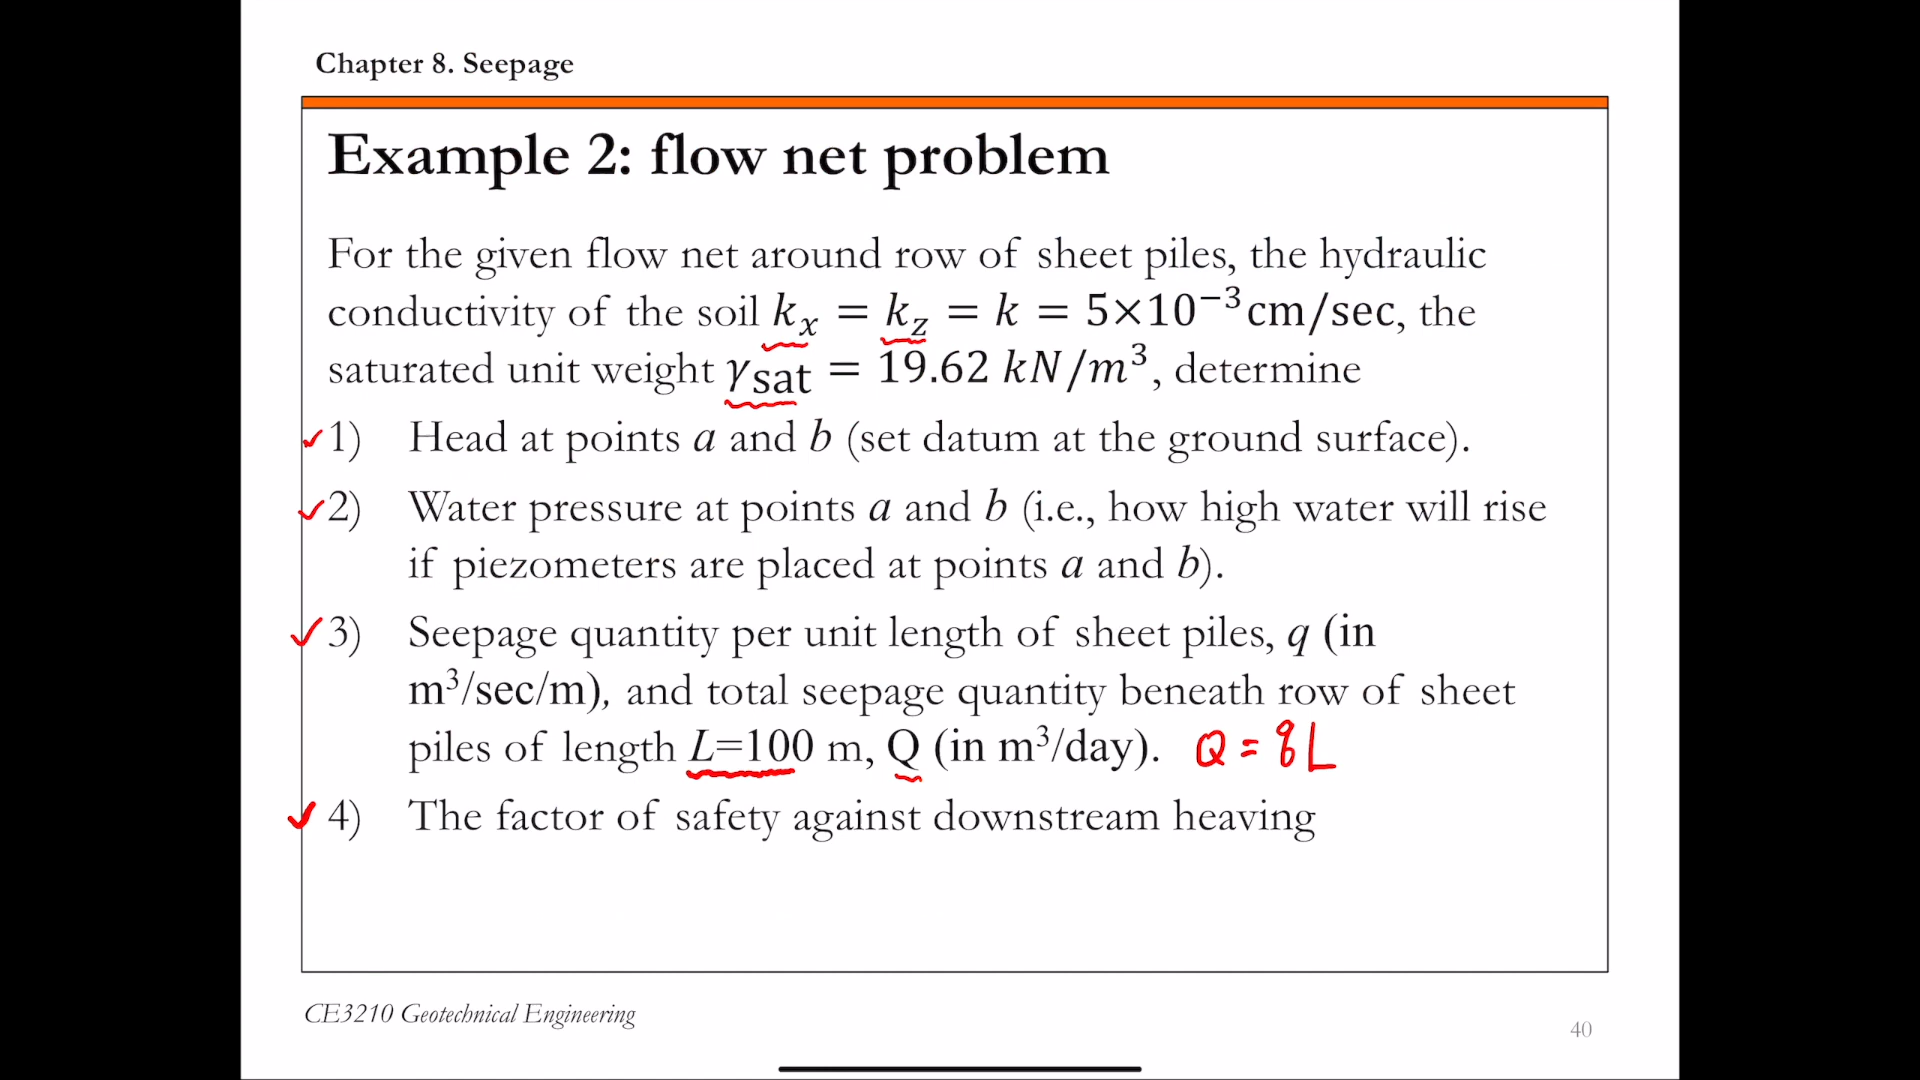 Chapter 8. Seepage
Example 2: flow net problem
For the given flow net around row of sheet piles, the hydraulic
conductivity of the soil kₓ = k_z = k = 5×10⁻³cm/sec, the
saturated unit weight γsat = 19.62 kN/m³, determine
1) Head at points a and b (set datum at the ground surface).
2) Water pressure at points a and b (i.e., how high water will rise
if piezometers are placed at points a and b).
3) Seepage quantity per unit length of sheet piles, q (in
m³/sec/m), and total seepage quantity beneath row of sheet
piles of length L=100 m, Q (in m³/day). Q = qL
4) The factor of safety against downstream heaving
CE3210 Geotechnical Engineering
40